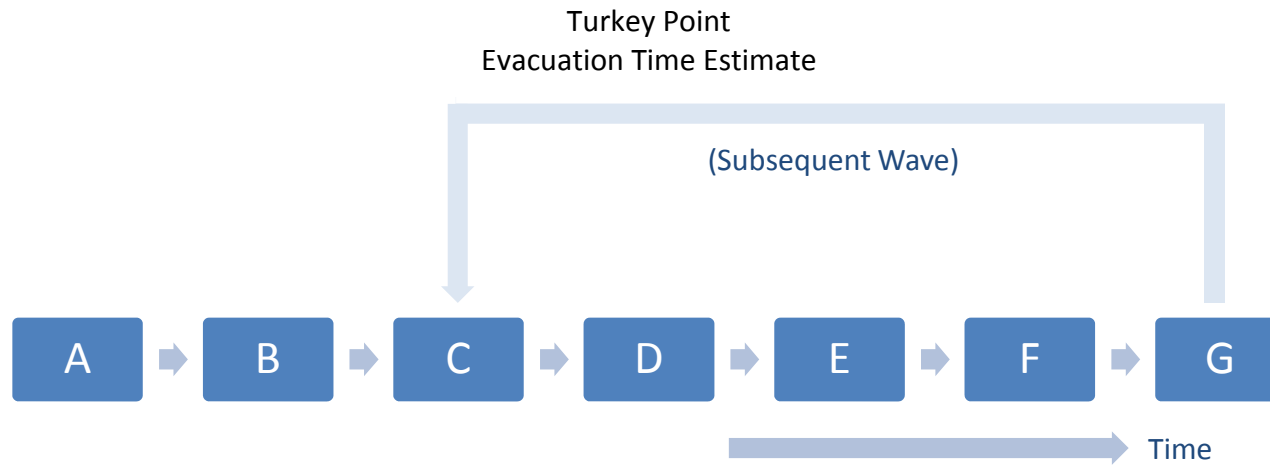 Turkey Point
Evacuation Time Estimate
(Subsequent Wave)
A B C D E F G
Time